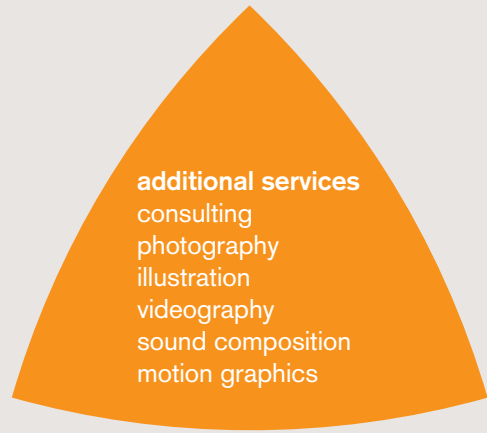 additional services
consulting
photography
illustration
videography
sound composition
motion graphics